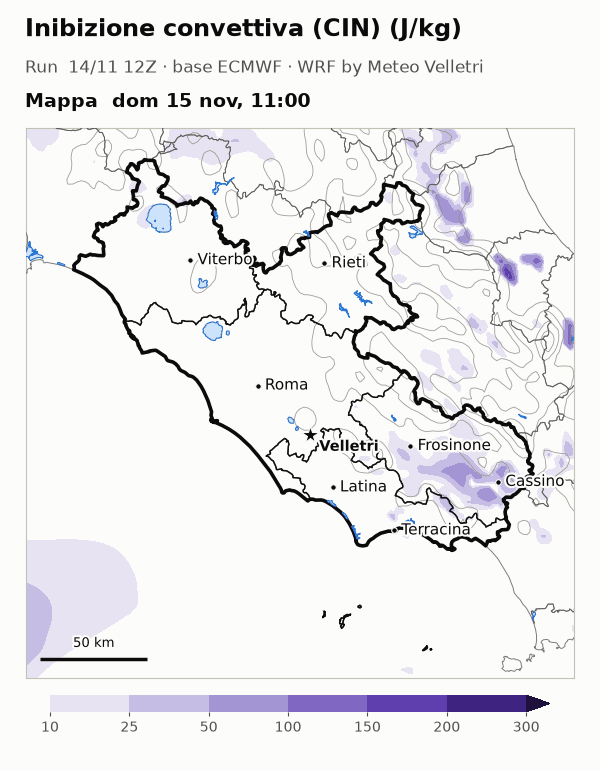 Inibizione convettiva (CIN) (J/kg)
Run 14/11 12Z · base ECMWF · WRF by Meteo Velletri
Mappa dom 15 nov, 11:00
Viterbo
Rieti
Roma
Velletri
Frosinone
Cassino
Latina
Terracina
50 km
10 25 50 100 150 200 300